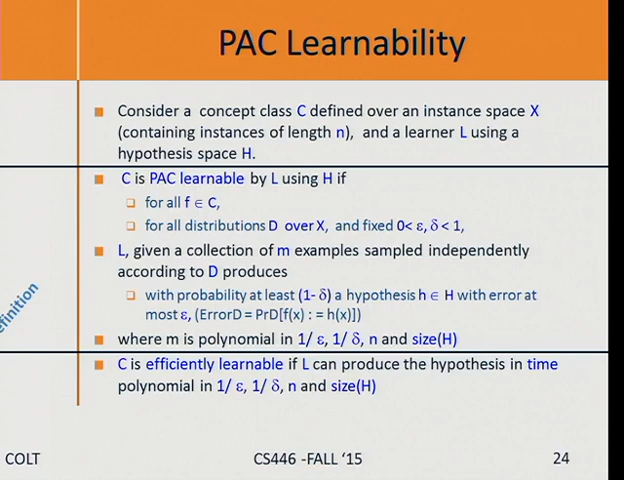 PAC Learnability
Consider a concept class C defined over an instance space X
(containing instances of length n), and a learner L using a
hypothesis space H.
C is PAC learnable by L using H if
for all f ∈ C,
for all distributions D over X, and fixed 0< ε, δ < 1,
L, given a collection of m examples sampled independently
according to D produces
with probability at least (1- δ) a hypothesis h ∈ H with error at
most ε, (ErrorD = PrD[f(x) : = h(x)])
where m is polynomial in 1/ ε, 1/ δ, n and size(H)
C is efficiently learnable if L can produce the hypothesis in time
polynomial in 1/ ε, 1/ δ, n and size(H)
efinition
COLT
CS446 -FALL ‘15
24